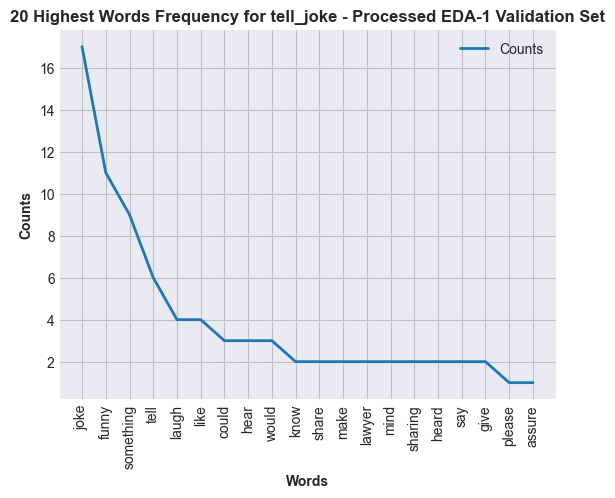 20 Highest Words Frequency for tell_joke - Processed EDA-1 Validation Set
Counts
16
14
12
10
8
6
4
2
Counts
joke
funny
something
tell
laugh
like
could
hear
would
know
share
make
lawyer
mind
sharing
heard
say
give
please
assure
Words